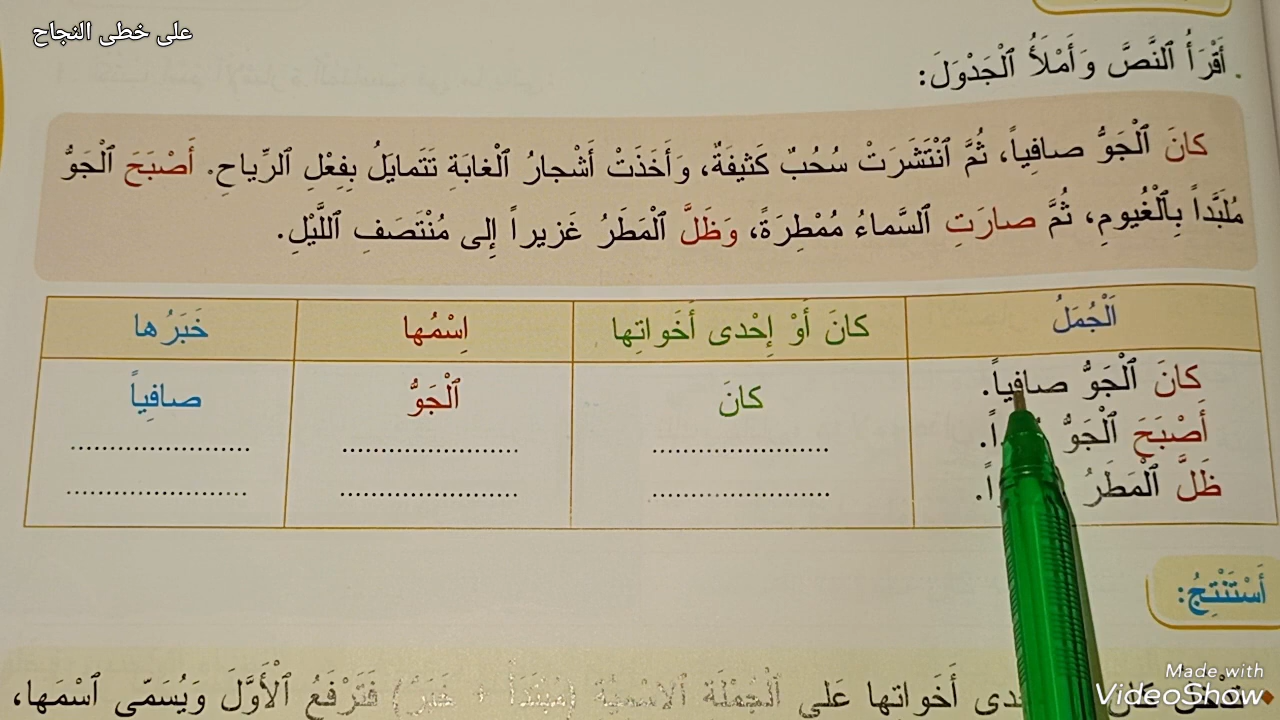 على خطى النجاح
أَقْرَأُ ٱلنَّصَّ وَأَمْلَأُ ٱلْجَدْوَلَ:
كانَ ٱلْجَوُّ صافِياً، ثُمَّ ٱنْتَشَرَتْ سُحُبٌ كَثيفَةٌ، وَأَخَذَتْ أَشْجارُ ٱلْغابَةِ تَتَمايَلُ بِفِعْلِ ٱلرِّياحِ. أَصْبَحَ ٱلْجَوُّ
مُلَبَّداً بِٱلْغُيومِ، ثُمَّ صارَتِ ٱلسَّماءُ مُمْطِرَةً، وَظَلَّ ٱلْمَطَرُ غَزيراً إِلى مُنْتَصَفِ ٱللَّيْلِ.
اَلْجُمَلُ كانَ أَوْ إِحْدى أَخَواتِها اِسْمُها خَبَرُها
كانَ ٱلْجَوُّ صافِياً. كانَ ٱلْجَوُّ صافِياً
أَصْبَحَ ٱلْجَوُّ
ظَلَّ ٱلْمَطَرُ
أَسْتَنْتِجُ:
تَدْخُلُ كانَ أَخَواتِها عَلى ٱلْجُمْلَةِ ٱلِاسْمِيَّةِ (مُبْتَدَأ + خَبَرٌ) فَتَرْفَعُ ٱلْأَوَّلَ وَيُسَمّى ٱسْمَها،
Made with
VideoShow